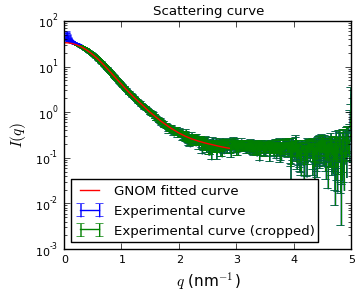 Scattering curve
10²
10¹
10⁰
10⁻¹
10⁻²
10⁻³
I(q)
GNOM fitted curve
Experimental curve
Experimental curve (cropped)
0 1 2 3 4 5
q (nm⁻¹)